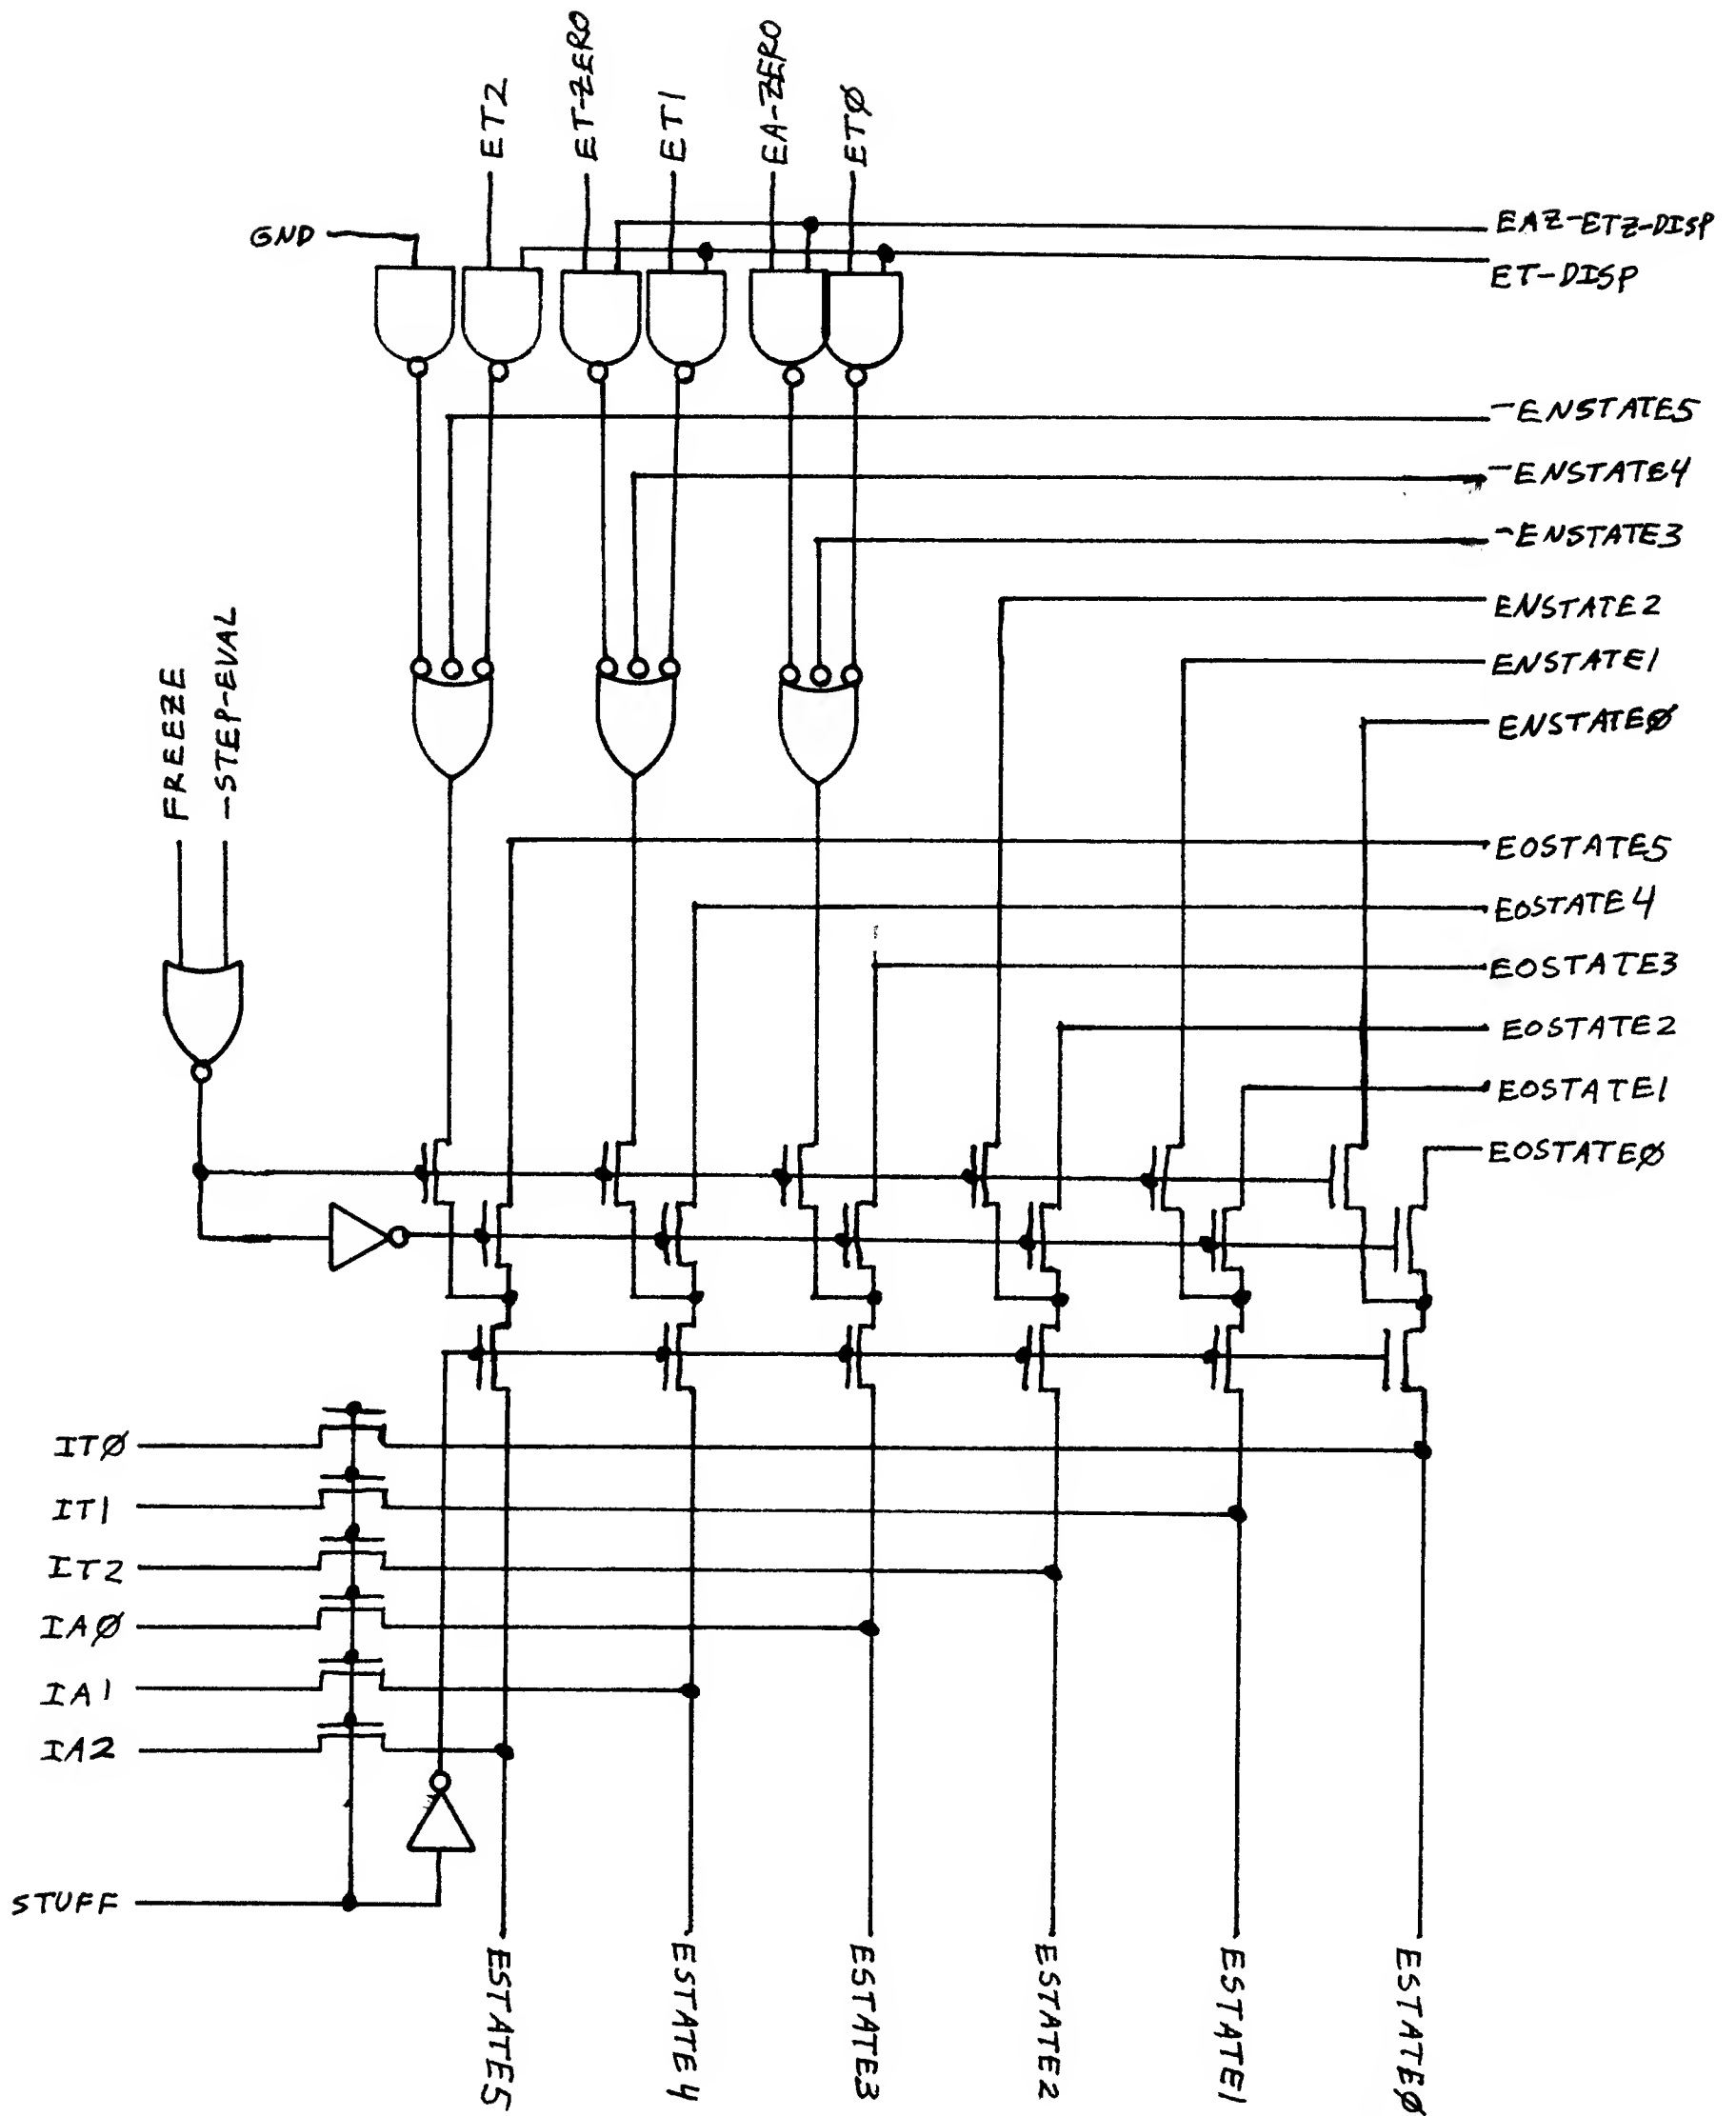 ET2
ET-ZERO
ET1
EA-ZERO
ETØ
GND
EAZ-ETZ-DISP
ET-DISP
¯ENSTATE5
¯ENSTATE4
¯ENSTATE3
ENSTATE2
ENSTATE1
ENSTATEØ
FREEZE
-STEP-EVAL
EOSTATE5
EOSTATE4
EOSTATE3
EOSTATE2
EOSTATE1
EOSTATEØ
ITØ
IT1
IT2
IAØ
IA1
IA2
STUFF
ESTATE5
ESTATE4
ESTATE3
ESTATE2
ESTATE1
ESTATEØ